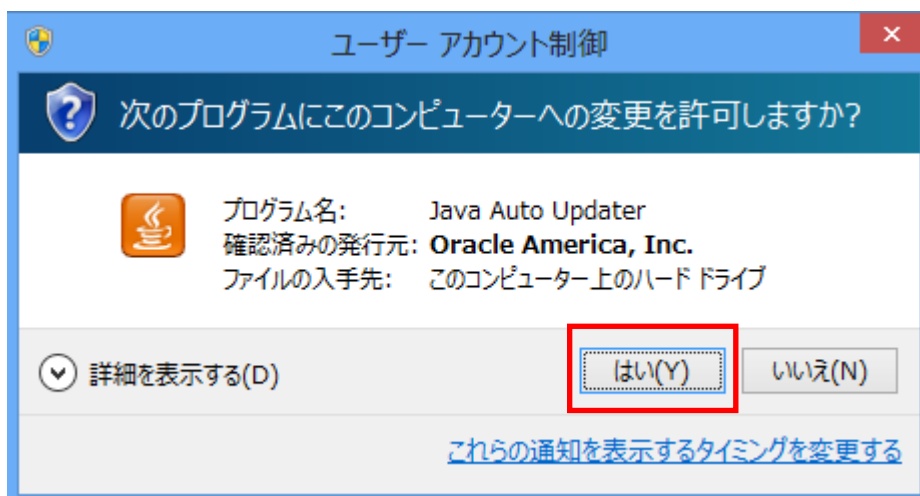 ユーザー アカウント制御
次のプログラムにこのコンピューターへの変更を許可しますか?
プログラム名: Java Auto Updater
確認済みの発行元: Oracle America, Inc.
ファイルの入手先: このコンピューター上のハード ドライブ
詳細を表示する(D) はい(Y) いいえ(N)
これらの通知を表示するタイミングを変更する